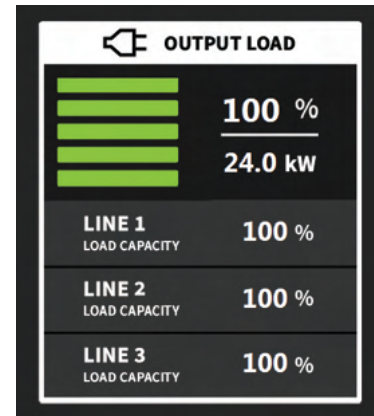 OUTPUT LOAD
100 %
24.0 kW
LINE 1
LOAD CAPACITY
100 %
LINE 2
LOAD CAPACITY
100 %
LINE 3
LOAD CAPACITY
100 %